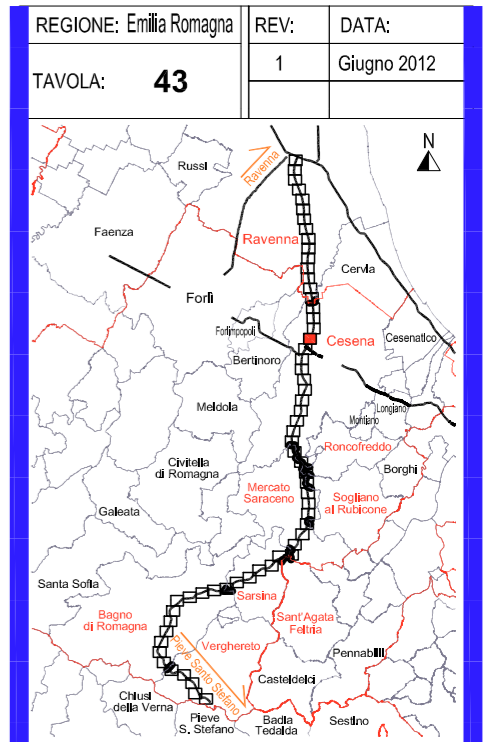 REGIONE: Emilia Romagna
REV:
DATA:
TAVOLA: 43
1
Giugno 2012
N
Russi
Ravenna
Faenza
Ravenna
Cervia
Forlì
Forlimpopoli
Cesena
Cesenatico
Bertinoro
Meldola
Longiano
Montiano
Roncofreddo
Civitella
di Romagna
Borghi
Mercato
Saraceno
Sogliano
al Rubicone
Galeata
Santa Sofia
Sarsina
Bagno
di Romagna
Sant'Agata
Feltria
Verghereto
Pennabilli
Pieve Santo Stefano
Casteldelci
Chiusi
della Verna
Pieve
S. Stefano
Badia
Tedalda
Sestino